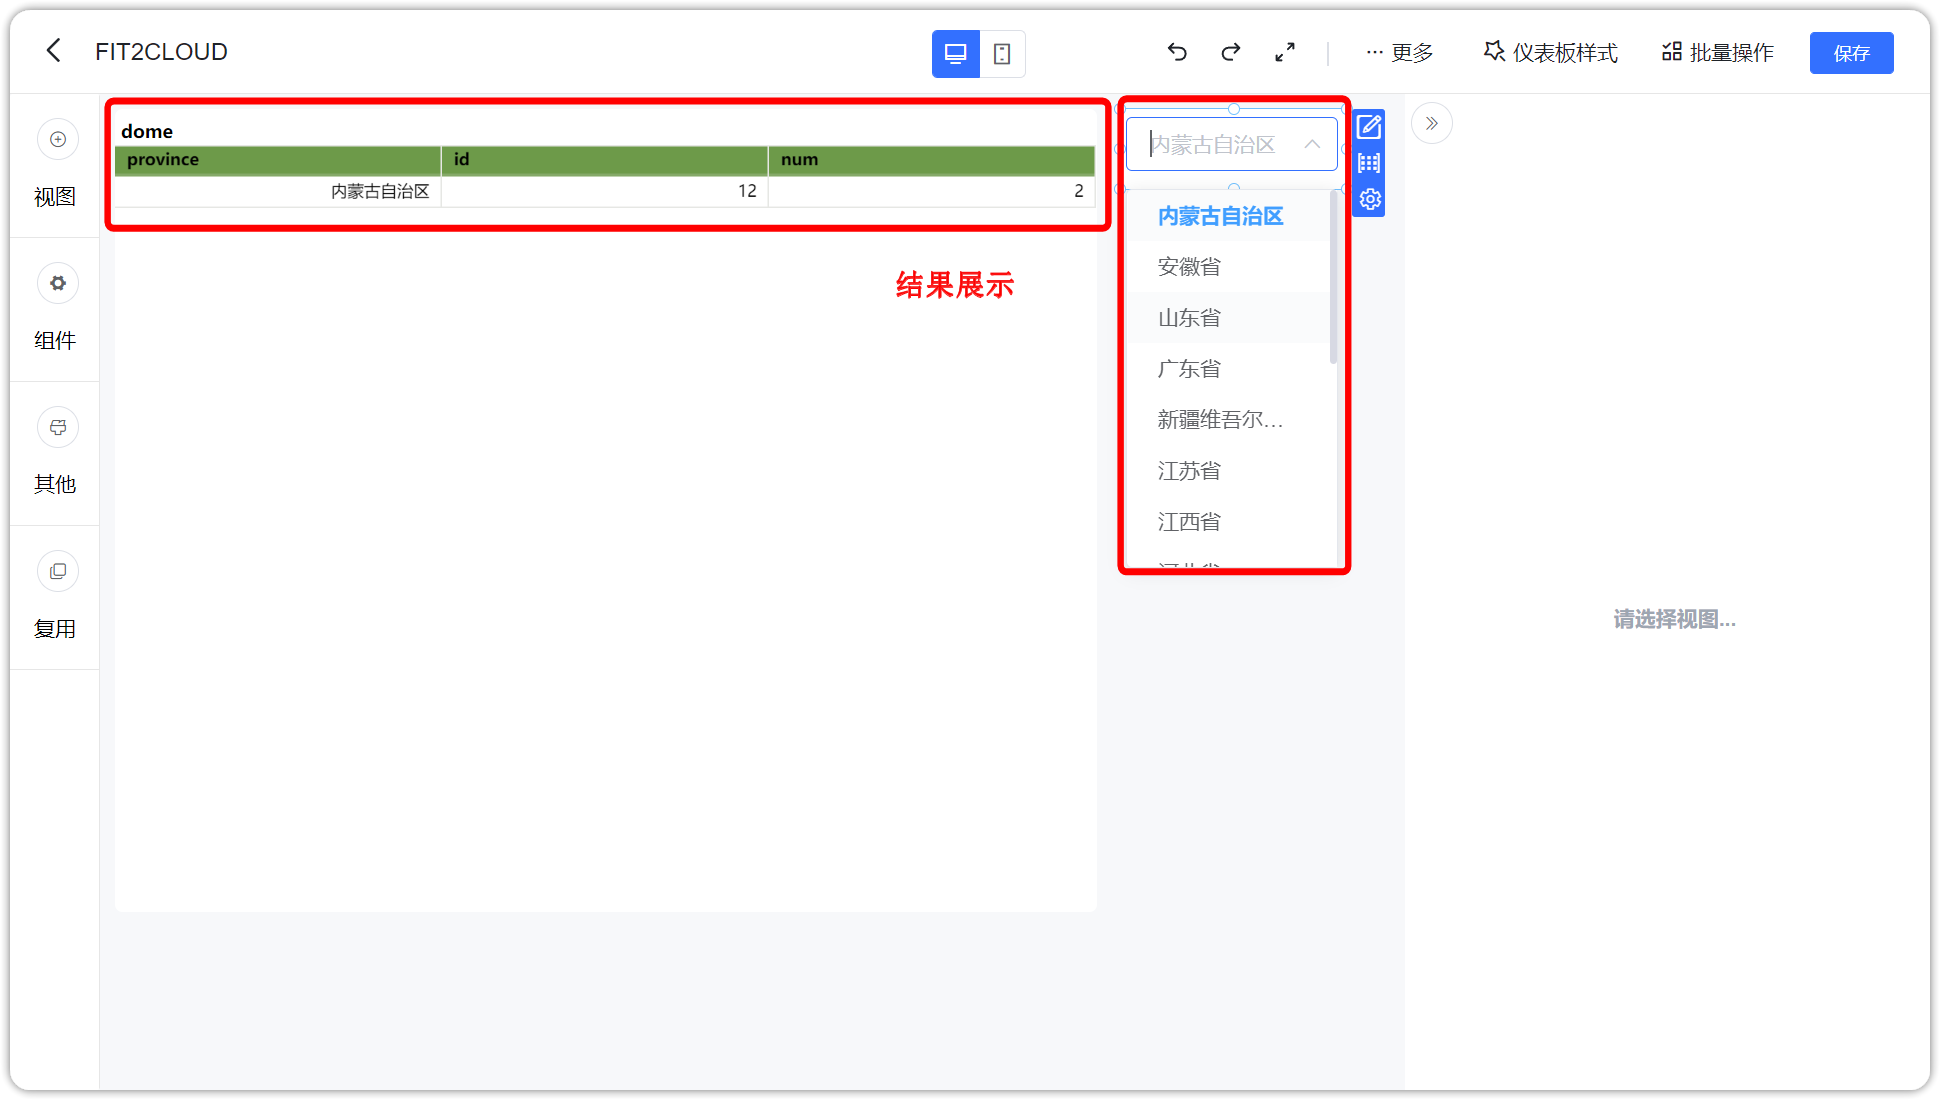 FIT2CLOUD
更多
仪表板样式
批量操作
保存
视图
组件
其他
复用
dome
province id num
内蒙古自治区 12 2
结果展示
内蒙古自治区
内蒙古自治区
安徽省
山东省
广东省
新疆维吾尔...
江苏省
江西省
请选择视图...